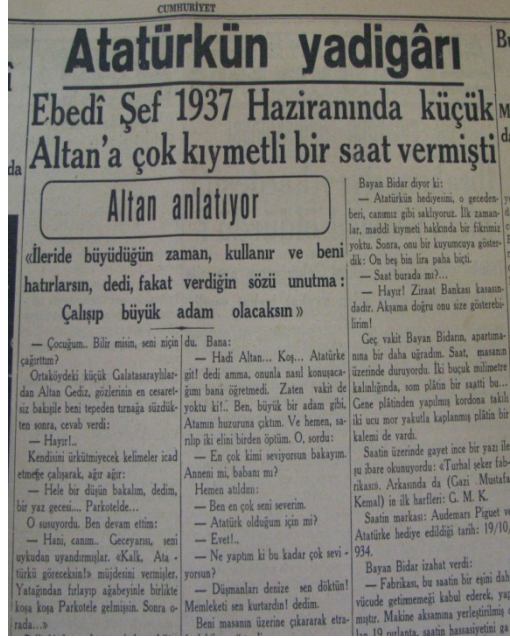 CUMHURİYET
Atatürkün yadigârı
Ebedî Şef 1937 Haziranında küçük
Altan'a çok kıymetli bir saat vermişti
Altan anlatıyor
«İleride büyüdüğün zaman, kullanır ve beni
hatırlarsın, dedi, fakat verdiğin sözü unutma:
Çalışıp büyük adam olacaksın»
— Çocuğum.. Bilir misin, seni niçin
çağırttım?
Ortaköydeki küçük Galatasaraylılar-
dan Altan Gediz, gözlerinin en cesaret-
siz bakışile beni tepeden tırnağa süzdük-
ten sonra, cevab verdi:
— Hayır!..
Kendisini ürkütmiyecek kelimeler icad
etmeğe çalışarak, ağır ağır:
— Hele bir düşün bakalım, dedim,
bir yaz gecesi... Parkotelde...
O susuyordu. Ben devam ettim:
— Hani, canım.. Geceyarısı, seni
uykudan uyandırmışlar. «Kalk, Ata -
türkü göreceksin!» müjdesini vermişler.
Yatağından fırlayıp ağabeyinle birlikte
koşa koşa Parkotele gelmişsin. Sonra o-
rada...»
du. Bana:
— Hadi Altan... Koş... Atatürke
git! dedi amma, onunla nasıl konuşaca-
ğımı bana öğretmedi. Zaten vakit de
yoktu ki!.. Ben, büyük bir adam gibi,
Atamın huzuruna çıktım. Ve hemen, sa-
rılıp iki elini birden öptüm. O, sordu:
— En çok kimi seviyorsun bakayım.
Anneni mi, babanı mı?
Hemen atıldım:
— Ben en çok seni severim.
— Atatürk olduğum için mi?
— Evet!..
— Ne yaptım ki bu kadar çok sevi -
yorsun?
— Düşmanları denize sen döktün!
Memleketi sen kurtardın! dedim.
Beni masanın üzerine çıkararak etra-
Bayan Bidar diyor ki:
— Atatürkün hediyesini, o geceden-
beri, canımız gibi saklıyoruz. İlk zaman-
lar, maddî kıymeti hakkında bir fikrimiz
yoktu. Sonra, onu bir kuyumcuya göster-
dik: On beş bin lira paha biçti.
— Saat burada mı?...
— Hayır! Ziraat Bankası kasasın-
dadır. Akşama doğru onu size gösterebi-
lirim!
Geç vakit Bayan Bidarın, apartıma-
nına bir daha uğradım. Saat, masanın
üzerinde duruyordu. İki buçuk milimetre
kalınlığında, som plâtin bir saatti bu...
Gene plâtinden yapılmış kordona takılı
iki ucu mor yakutla kaplanmış plâtin bir
kalemi de vardı.
Saatin üzerinde gayet ince bir yazı ile
şu ibare okunuyordu: «Turhal şeker fab-
rikası». Arkasında da (Gazi Mustafa
Kemal) in ilk harfleri: G. M. K.
Saatin markası: Audemars Piguet ve
Atatürke hediye edildiği tarih: 19/10/
934.
Bayan Bidar izahat verdi:
— Fabrikası, bu saatin bir eşini daha
vücude getirmemeği kabul ederek, yap-
mıştır. Makine aksamına yerleştirilmiş o-
lan 19 pırlanta, saatin hassasiyetini ga